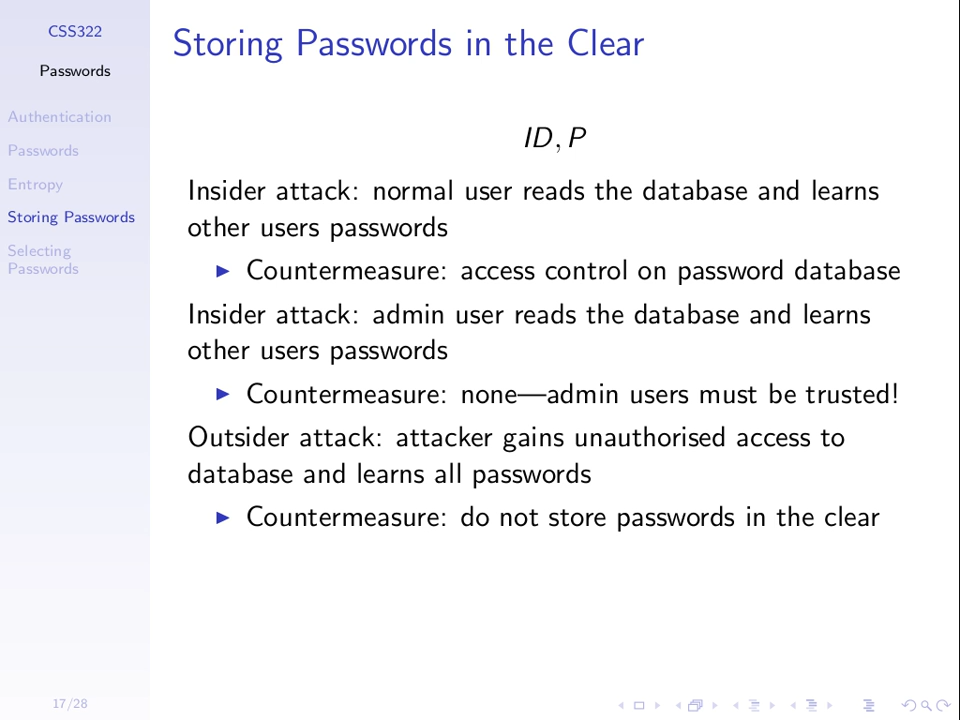 CSS322
Passwords
Authentication
Passwords
Entropy
Storing Passwords
Selecting
Passwords
17/28
Storing Passwords in the Clear
ID, P
Insider attack: normal user reads the database and learns
other users passwords
Countermeasure: access control on password database
Insider attack: admin user reads the database and learns
other users passwords
Countermeasure: none—admin users must be trusted!
Outsider attack: attacker gains unauthorised access to
database and learns all passwords
Countermeasure: do not store passwords in the clear